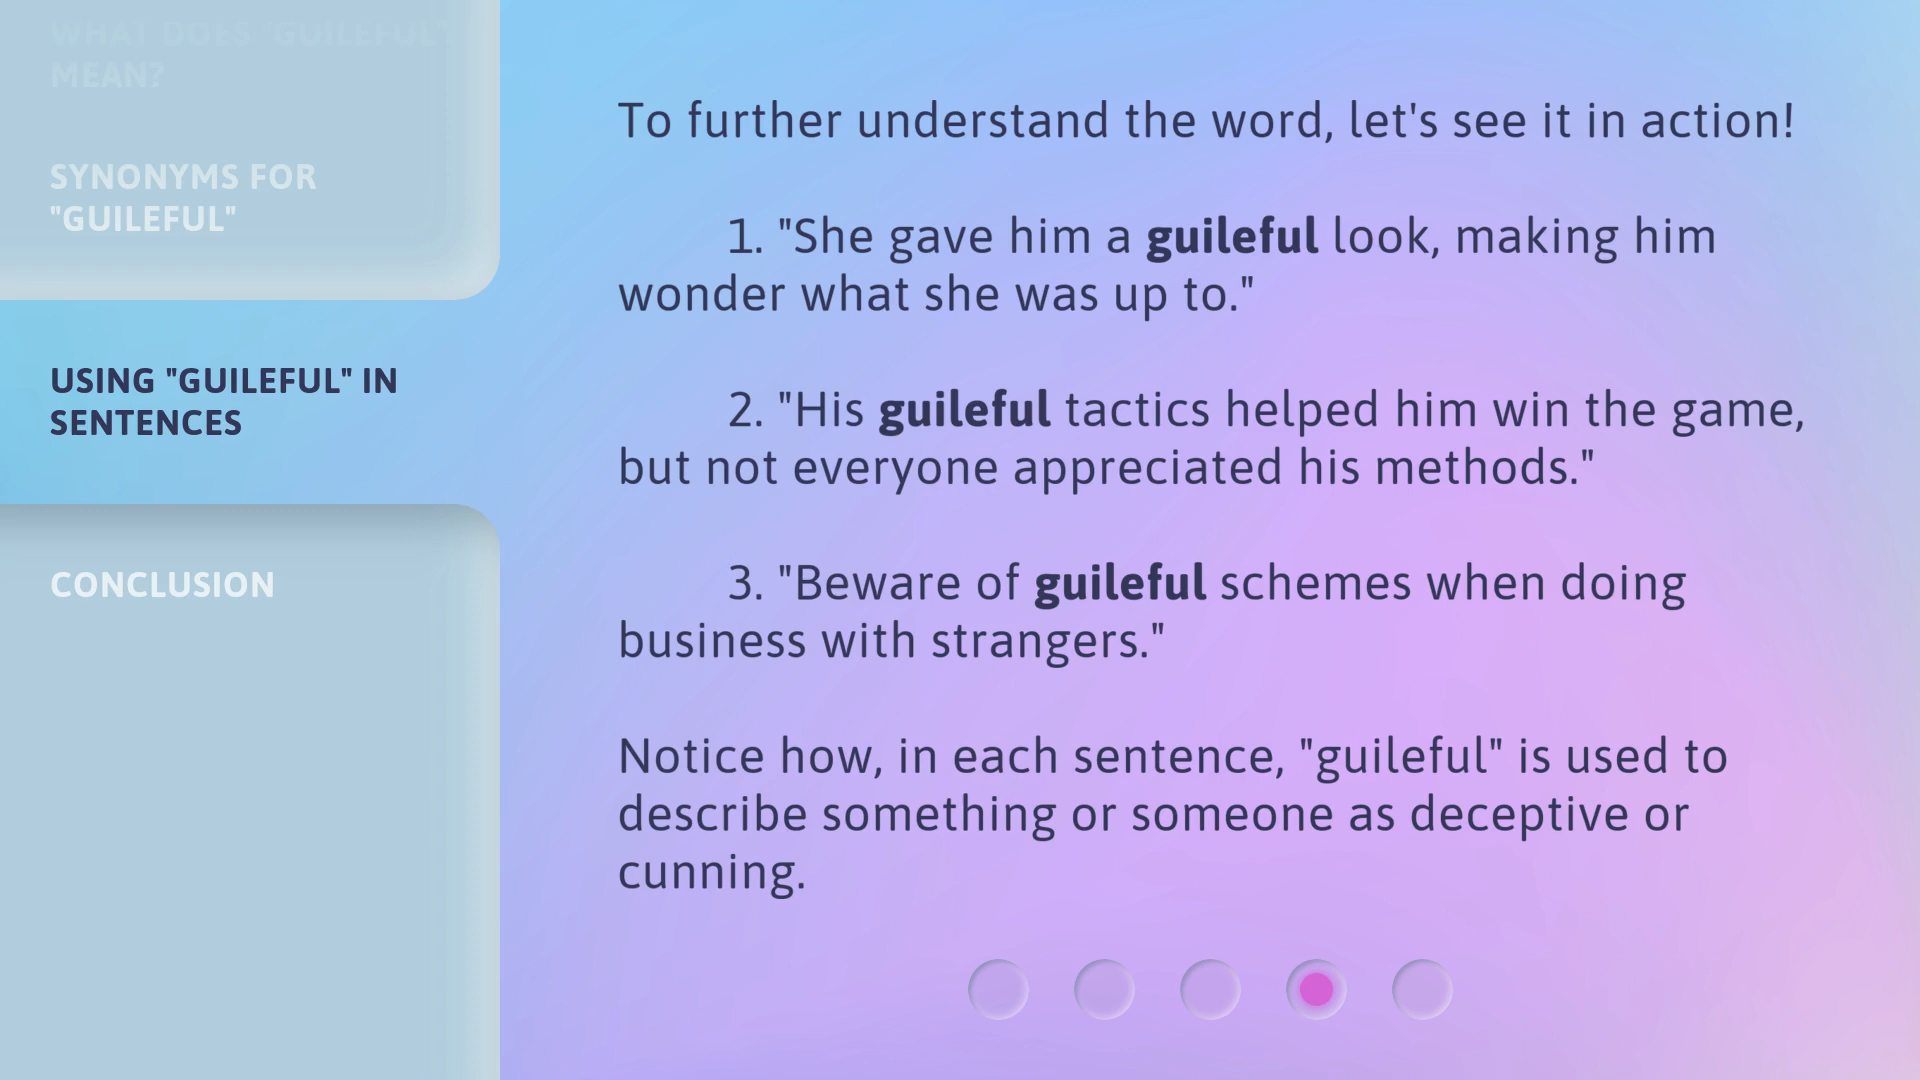 WHAT DOES "GUILEFUL"
MEAN?
SYNONYMS FOR
"GUILEFUL"
USING "GUILEFUL" IN
SENTENCES
CONCLUSION
To further understand the word, let's see it in action!
1. "She gave him a guileful look, making him
wonder what she was up to."
2. "His guileful tactics helped him win the game,
but not everyone appreciated his methods."
3. "Beware of guileful schemes when doing
business with strangers."
Notice how, in each sentence, "guileful" is used to
describe something or someone as deceptive or
cunning.